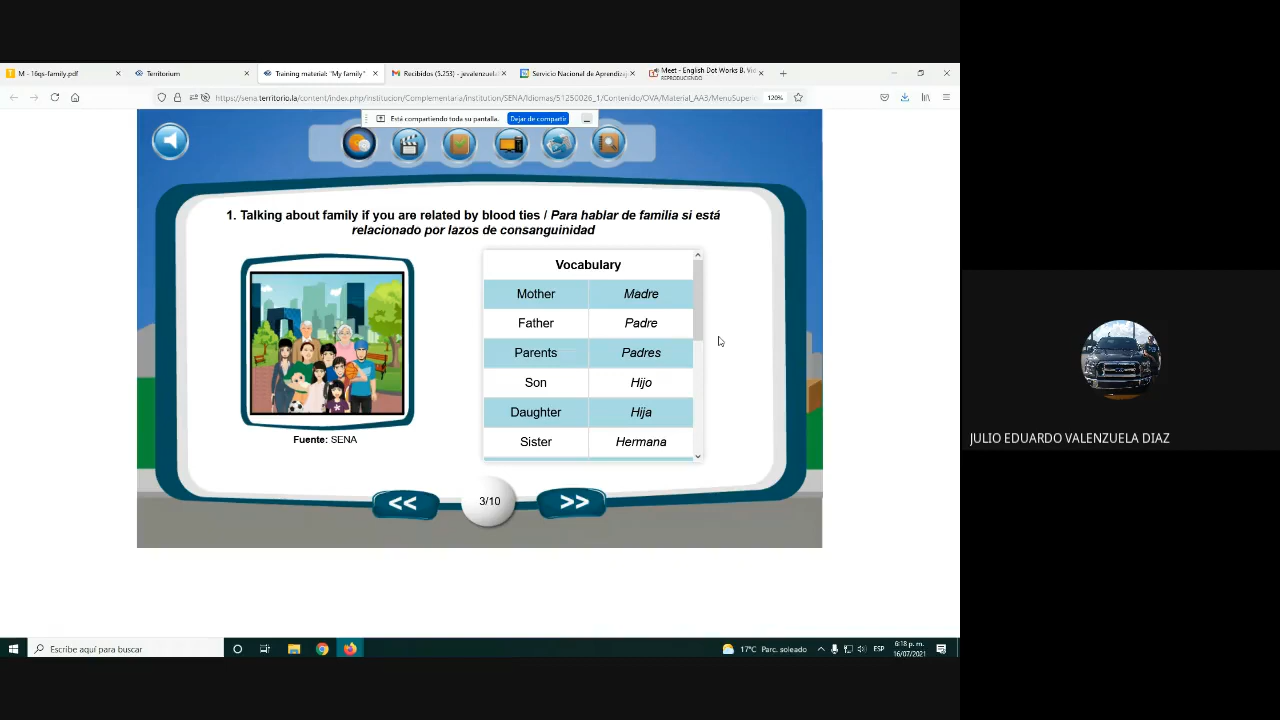 M - 16qs-family.pdf
Territorium
Training material: "My family"
Recibidos (5.253) - jevalenzuela
Servicio Nacional de Aprendizaj
Meet - English Dot Works B. Vid
REPRODUCIENDO
https://sena.territorio.la/content/index.php/institucion/Complementaria/institution/SENA/Idiomas/51250026_1/Contenido/OVA/Material_AA3/MenuSuperi
120%
Está compartiendo toda su pantalla.
Dejar de compartir
1. Talking about family if you are related by blood ties / Para hablar de familia si está
relacionado por lazos de consanguinidad
Vocabulary
Mother Madre
Father Padre
Parents Padres
Son Hijo
Daughter Hija
Sister Hermana
Fuente: SENA
<< 3/10 >>
JULIO EDUARDO VALENZUELA DIAZ
Escribe aquí para buscar
17°C Parc. soleado
ESP
6:18 p. m.
16/07/2021